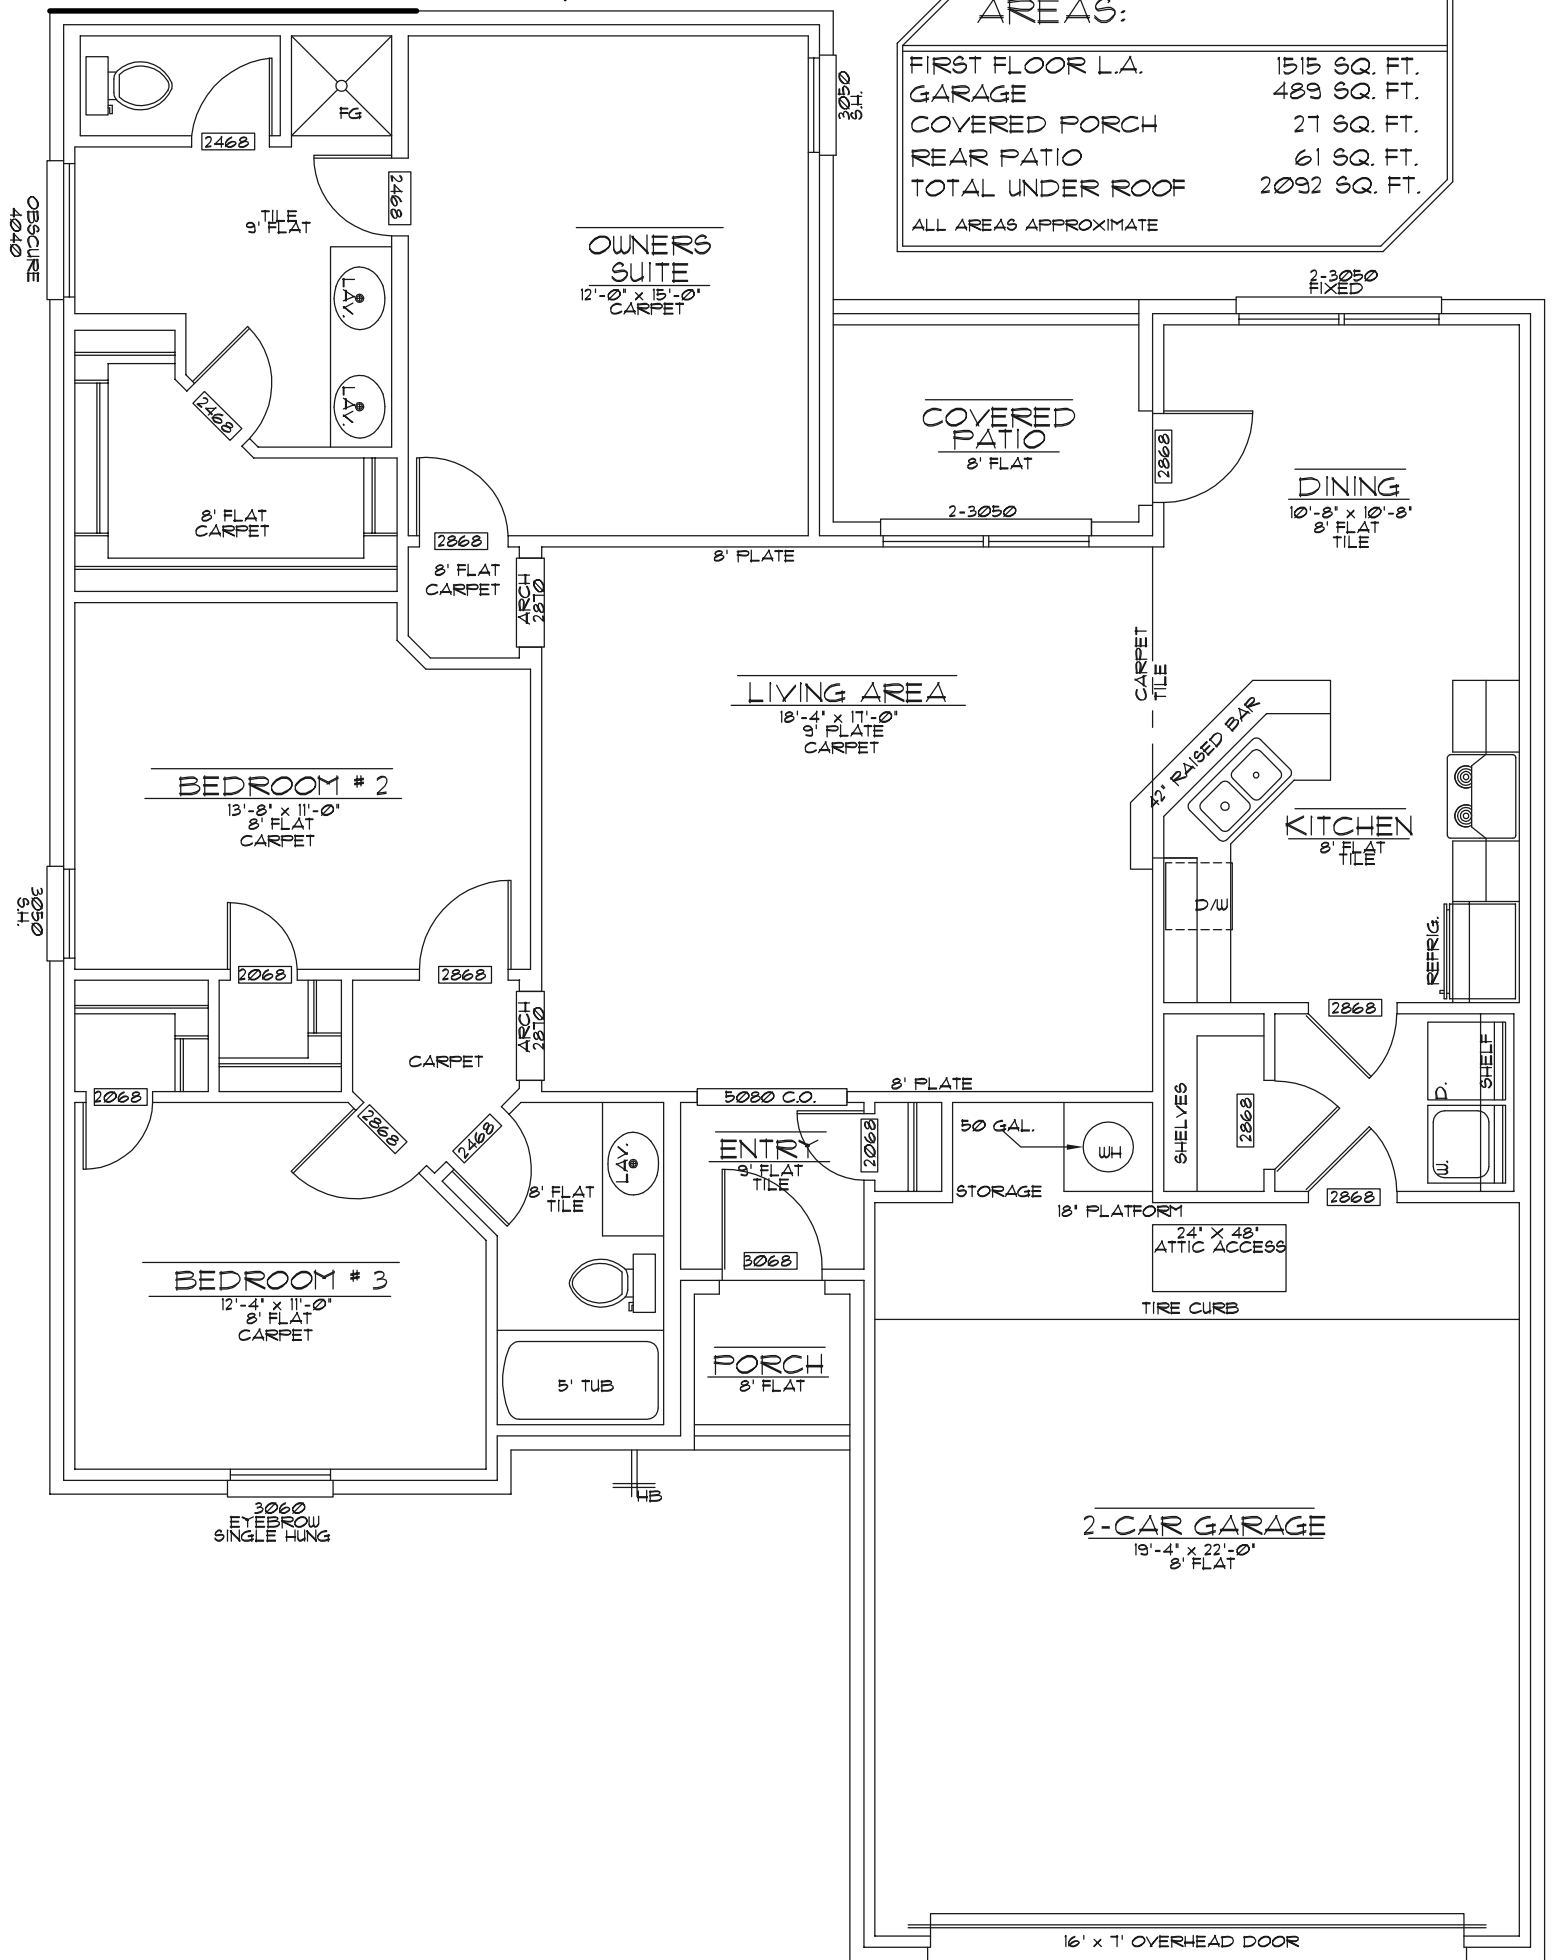 AREAS:
FIRST FLOOR L.A. 1515 SQ. FT.
GARAGE 489 SQ. FT.
COVERED PORCH 27 SQ. FT.
REAR PATIO 61 SQ. FT.
TOTAL UNDER ROOF 2092 SQ. FT.
ALL AREAS APPROXIMATE
3050
S.H.
FG
2468
2468
OBSCURE
4040
TILE
9' FLAT
LAV.
LAV.
2468
OWNERS
SUITE
12'-0" x 15'-0"
CARPET
2-3050
FIXED
COVERED
PATIO
8' FLAT
2868
DINING
10'-8" x 10'-8"
8' FLAT
TILE
8' FLAT
CARPET
2868
8' FLAT
CARPET
ARCH
2870
2-3050
8' PLATE
LIVING AREA
18'-4" x 17'-0"
9' PLATE
CARPET
CARPET
TILE
42" RAISED BAR
KITCHEN
8' FLAT
TILE
D/W
REFRIG.
BEDROOM # 2
13'-8" x 11'-0"
8' FLAT
CARPET
3050
S.H.
2068
2868
ARCH
2870
CARPET
2868
SHELF
D.
W.
SHELVES
2868
2868
8' PLATE
5080 C.O.
2068
2868
2468
LAV.
8' FLAT
TILE
ENTRY
9' FLAT
TILE
2068
50 GAL.
WH
STORAGE
18" PLATFORM
24" X 48"
ATTIC ACCESS
TIRE CURB
3068
BEDROOM # 3
12'-4" x 11'-0"
8' FLAT
CARPET
5' TUB
PORCH
8' FLAT
HB
3060
EYEBROW
SINGLE HUNG
2-CAR GARAGE
19'-4" x 22'-0"
8' FLAT
16' x 7' OVERHEAD DOOR